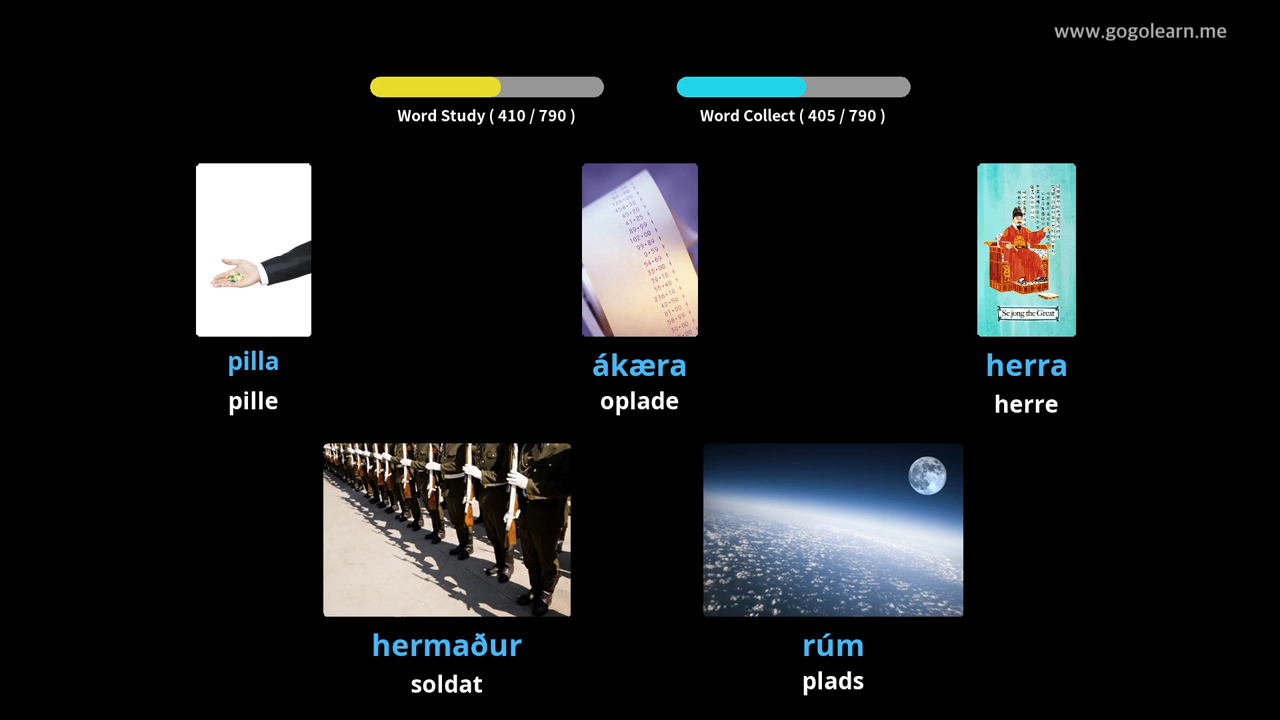 www.gogolearn.me
Word Study ( 410 / 790 )
Word Collect ( 405 / 790 )
Se jong the Great
pilla
ákæra
herra
pille
oplade
herre
hermaður
rúm
soldat
plads